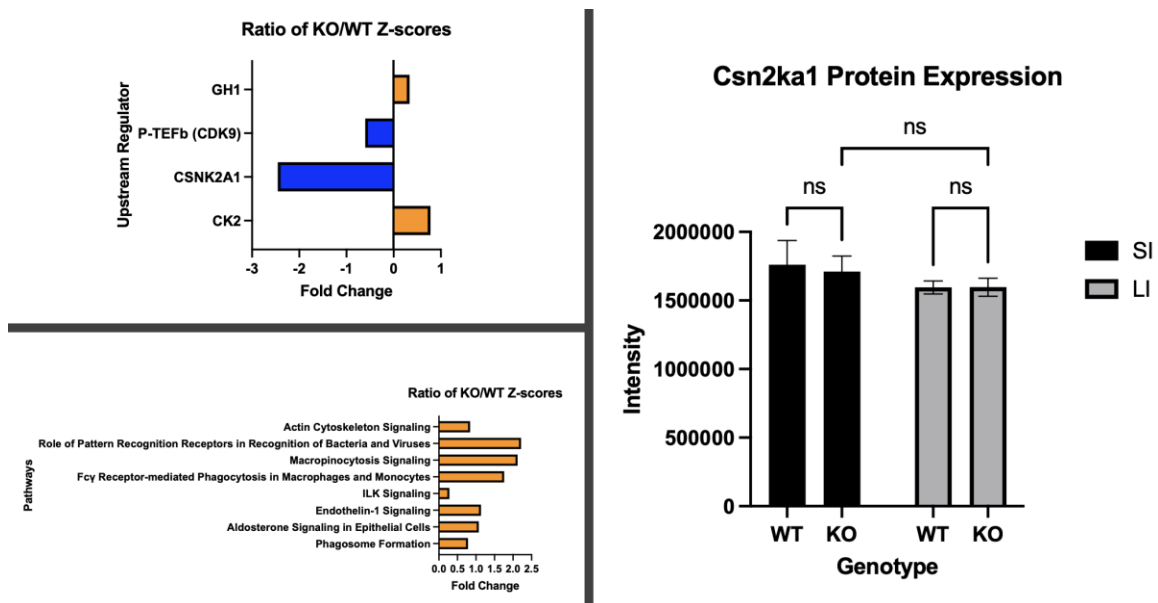 Ratio of KO/WT Z-scores
Upstream Regulator
GH1
P-TEFb (CDK9)
CSNK2A1
CK2
-3 -2 -1 0 1
Fold Change
Ratio of KO/WT Z-scores
Pathways
Actin Cytoskeleton Signaling
Role of Pattern Recognition Receptors in Recognition of Bacteria and Viruses
Macropinocytosis Signaling
Fcγ Receptor-mediated Phagocytosis in Macrophages and Monocytes
ILK Signaling
Endothelin-1 Signaling
Aldosterone Signaling in Epithelial Cells
Phagosome Formation
0.0 0.5 1.0 1.5 2.0 2.5
Fold Change
Csn2ka1 Protein Expression
ns
ns ns
Intensity
2000000
1500000
1000000
500000
0
WT KO WT KO
Genotype
SI
LI